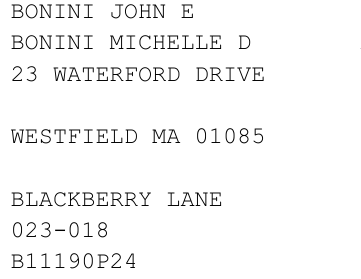 BONINI JOHN E
BONINI MICHELLE D
23 WATERFORD DRIVE
WESTFIELD MA 01085
BLACKBERRY LANE
023-018
B11190P24